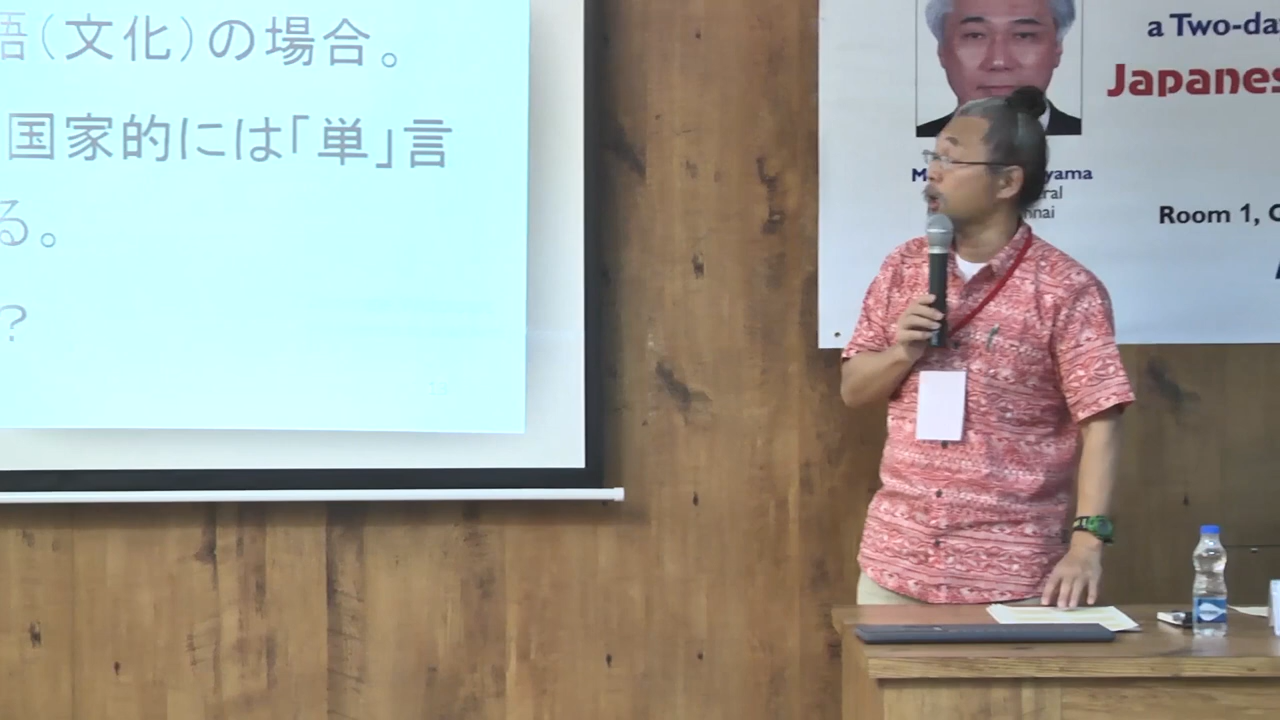 語(文化)の場合。
国家的には「単」言
る。
?
13
a Two-da
Japanes
M yama
ral
nnai
Room 1, C